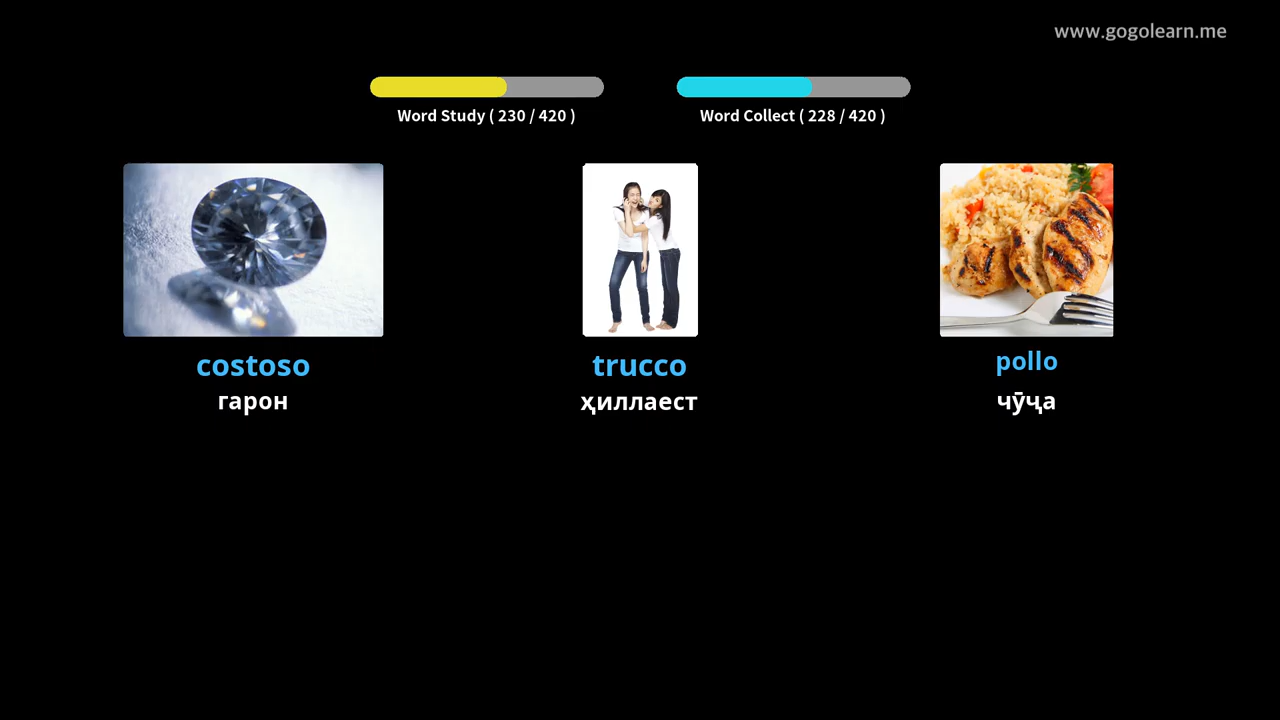 www.gogolearn.me
Word Study ( 230 / 420 )
Word Collect ( 228 / 420 )
costoso
trucco
pollo
гарон
ҳиллаест
чӯҷа